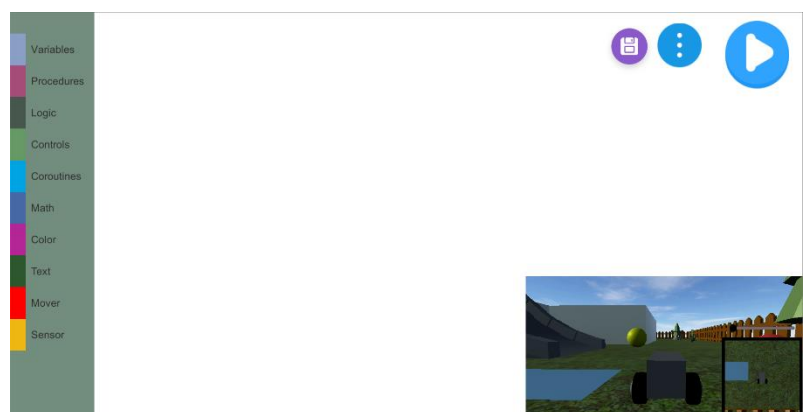 Variables
Procedures
Logic
Controls
Coroutines
Math
Color
Text
Mover
Sensor